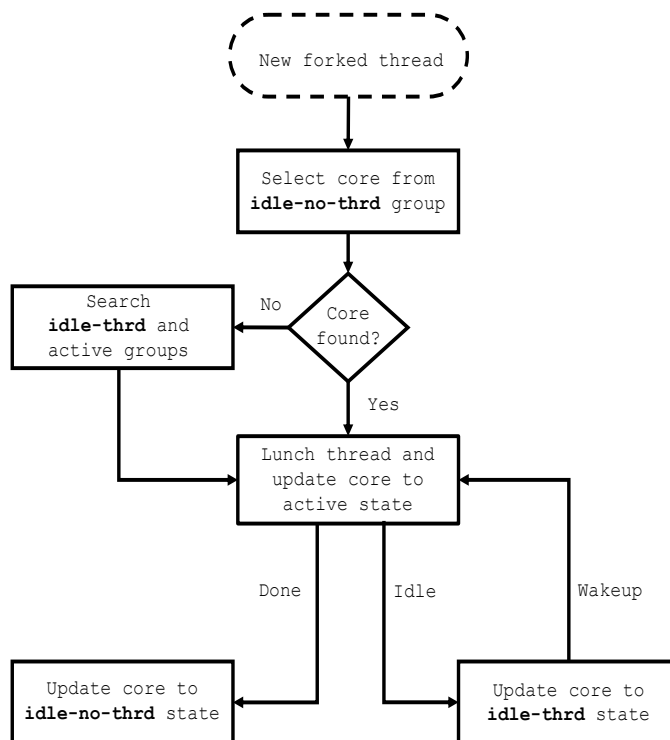 New forked thread
Select core from
idle-no-thrd group
No
Search
idle-thrd and
active groups
Core
found?
Yes
Lunch thread and
update core to
active state
Done
Idle
Wakeup
Update core to
idle-no-thrd state
Update core to
idle-thrd state